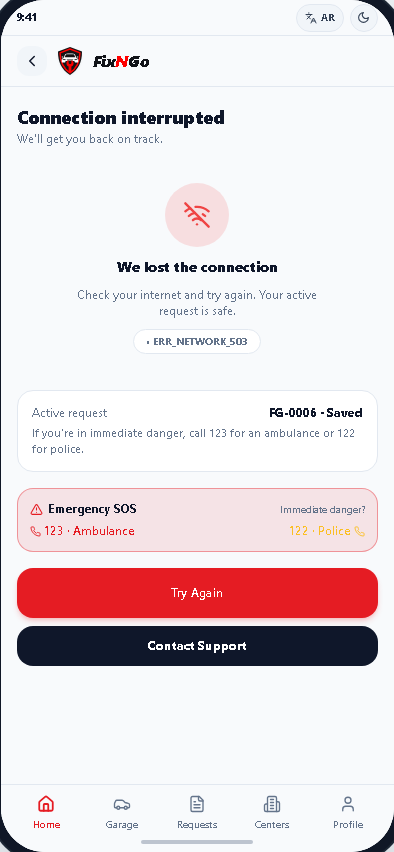 9:41
AR
FixNGo
Connection interrupted
We'll get you back on track.
We lost the connection
Check your internet and try again. Your active
request is safe.
• ERR_NETWORK_503
Active request
FG-0006 · Saved
If you're in immediate danger, call 123 for an ambulance or 122
for police.
Emergency SOS
Immediate danger?
123 · Ambulance
122 · Police
Try Again
Contact Support
Home
Garage
Requests
Centers
Profile